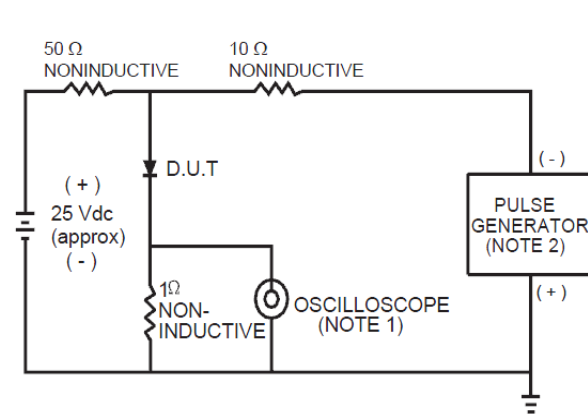 50 Ω
NONINDUCTIVE
10 Ω
NONINDUCTIVE
D.U.T
( + )
25 Vdc
(approx)
( - )
( - )
PULSE
GENERATOR
(NOTE 2)
( + )
1Ω
NON-
INDUCTIVE
OSCILLOSCOPE
(NOTE 1)